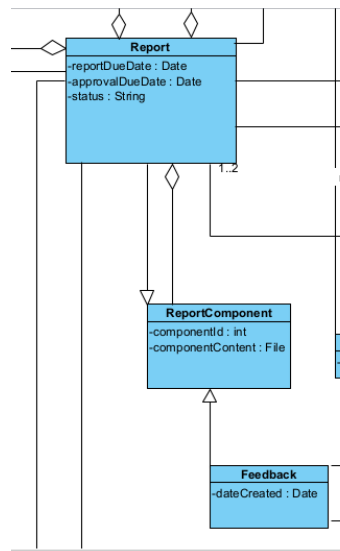 Report
-reportDueDate : Date
-approvalDueDate : Date
-status : String
1..2
ReportComponent
-componentId : int
-componentContent : File
-
Feedback
-dateCreated : Date